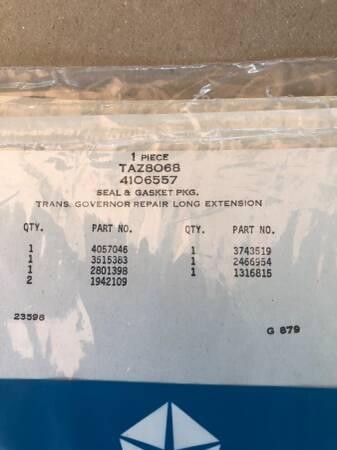 1 PIECE
TAZ8068
4106557
SEAL & GASKET PKG.
TRANS. GOVERNOR REPAIR LONG EXTENSION
QTY. PART NO. QTY. PART NO.
1 4057046 1 3743519
1 3515383 1 2466954
1 2801398 1 1316815
2 1942109
23596 G 879